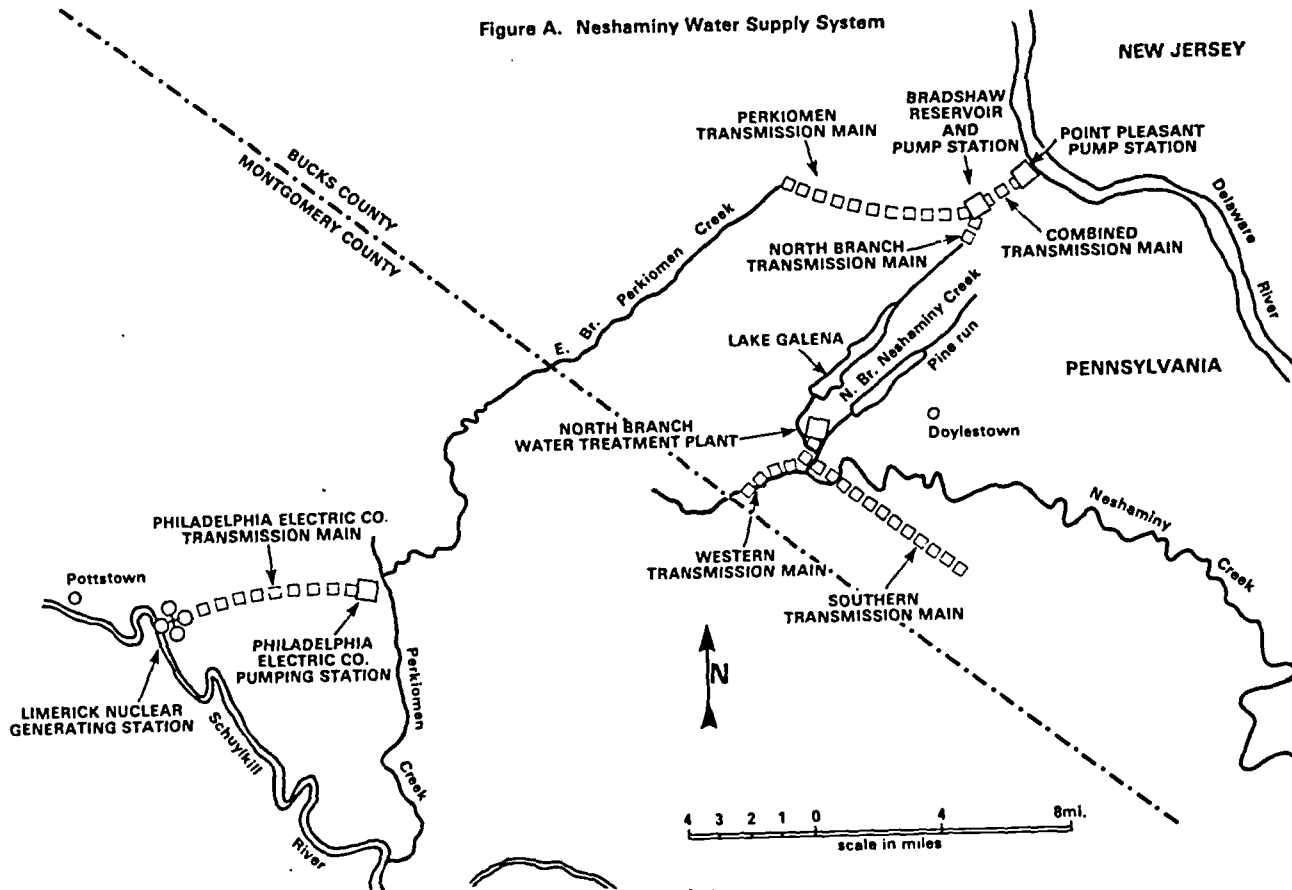 Figure A. Neshaminy Water Supply System
NEW JERSEY
BRADSHAW
RESERVOIR
AND
PUMP STATION
PERKIOMEN
TRANSMISSION MAIN
POINT PLEASANT
PUMP STATION
BUCKS COUNTY
MONTGOMERY COUNTY
Delaware
River
E. Br. Perkiomen Creek
NORTH BRANCH
TRANSMISSION MAIN
COMBINED
TRANSMISSION MAIN
LAKE GALENA
N. Br. Neshaminy Creek
Pine run
PENNSYLVANIA
NORTH BRANCH
WATER TREATMENT PLANT
Doylestown
Neshaminy
Creek
PHILADELPHIA ELECTRIC CO.
TRANSMISSION MAIN
WESTERN
TRANSMISSION MAIN
SOUTHERN
TRANSMISSION MAIN
Pottstown
PHILADELPHIA
ELECTRIC CO.
PUMPING STATION
Perkiomen
Creek
N
LIMERICK NUCLEAR
GENERATING STATION
Schuylkill
River
4 3 2 1 0 4 8mi.
scale in miles